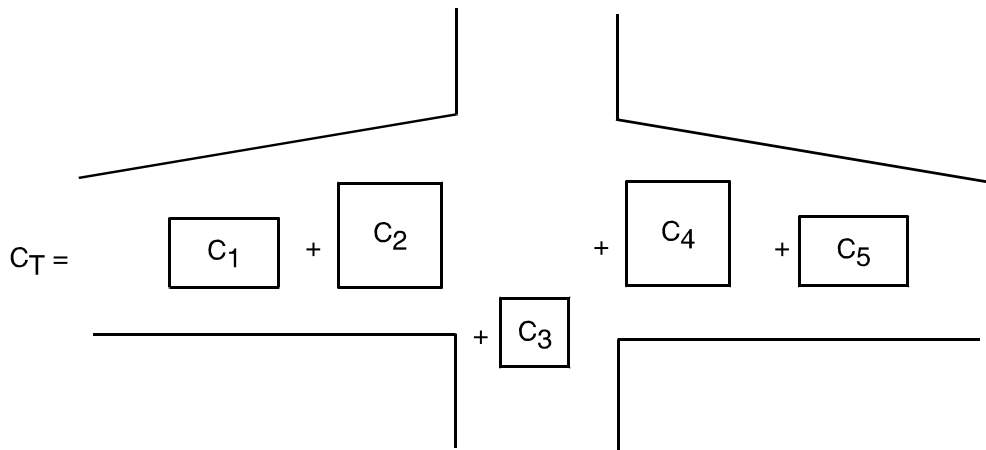 C_T = C_1 + C_2 + C_3 + C_4 + C_5